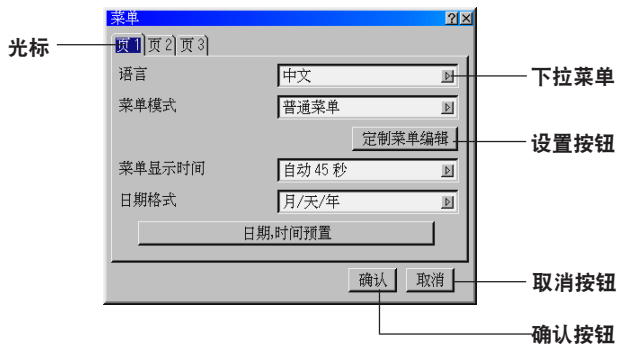 菜单
光标
页1 页2 页3
语言 中文
下拉菜单
菜单模式 普通菜单
定制菜单编辑
设置按钮
菜单显示时间 自动45秒
日期格式 月/天/年
日期,时间预置
确认 取消
取消按钮
确认按钮